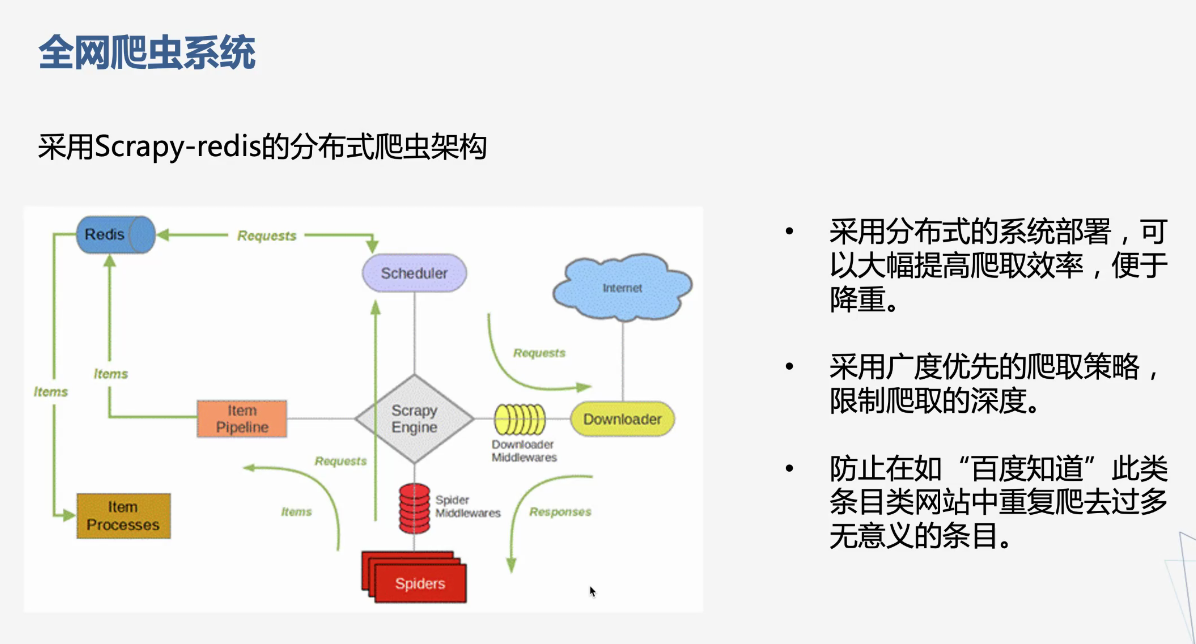 全网爬虫系统
采用Scrapy-redis的分布式爬虫架构
Redis
Requests
Scheduler
Internet
Requests
Items
Items
Item
Pipeline
Scrapy
Engine
Downloader
Downloader
Middlewares
Requests
Item
Processes
Items
Spider
Middlewares
Responses
Spiders
• 采用分布式的系统部署，可
以大幅提高爬取效率，便于
降重。
• 采用广度优先的爬取策略，
限制爬取的深度。
• 防止在如“百度知道”此类
条目类网站中重复爬去过多
无意义的条目。